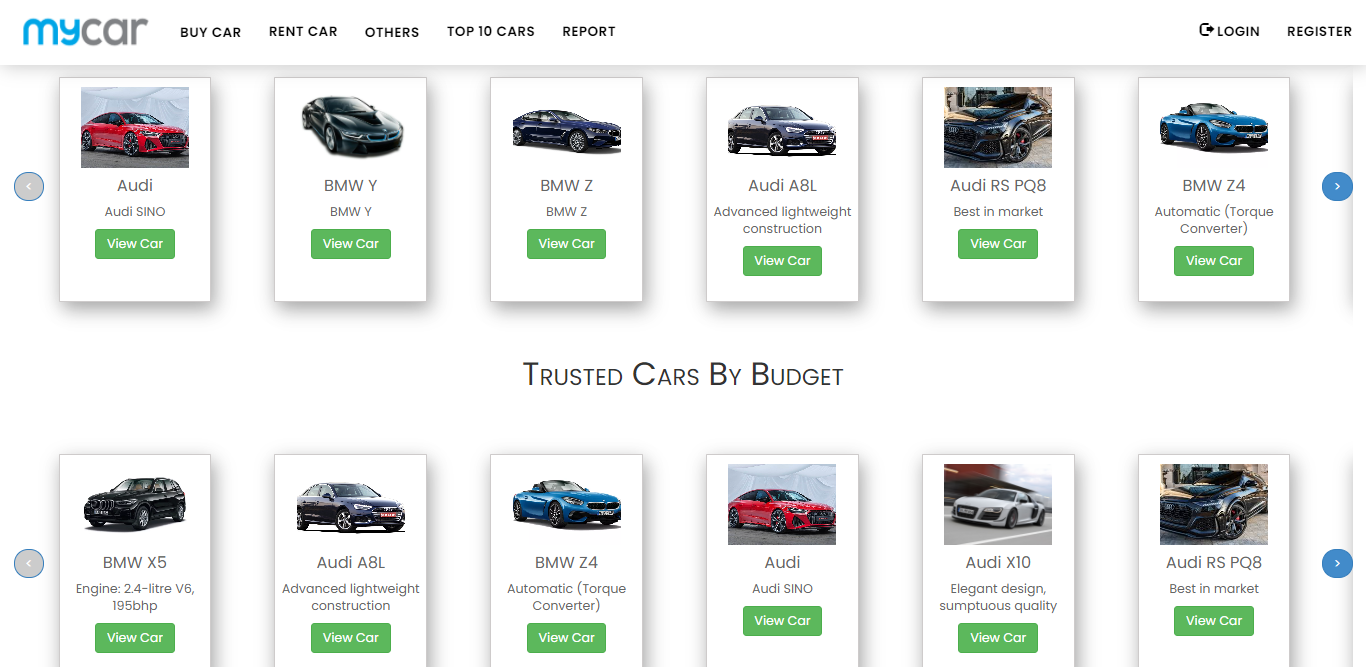 mycar BUY CAR RENT CAR OTHERS TOP 10 CARS REPORT LOGIN REGISTER
Audi BMW Y BMW Z Audi A8L Audi RS PQ8 BMW Z4
Audi SINO BMW Y BMW Z Advanced lightweight Best in market Automatic (Torque
construction Converter)
View Car View Car View Car View Car View Car View Car
Trusted Cars By Budget
BMW X5 Audi A8L BMW Z4 Audi Audi X10 Audi RS PQ8
Engine: 2.4-litre V6, Advanced lightweight Automatic (Torque Audi SINO Elegant design, Best in market
195bhp construction Converter) sumptuous quality
View Car View Car View Car View Car View Car View Car